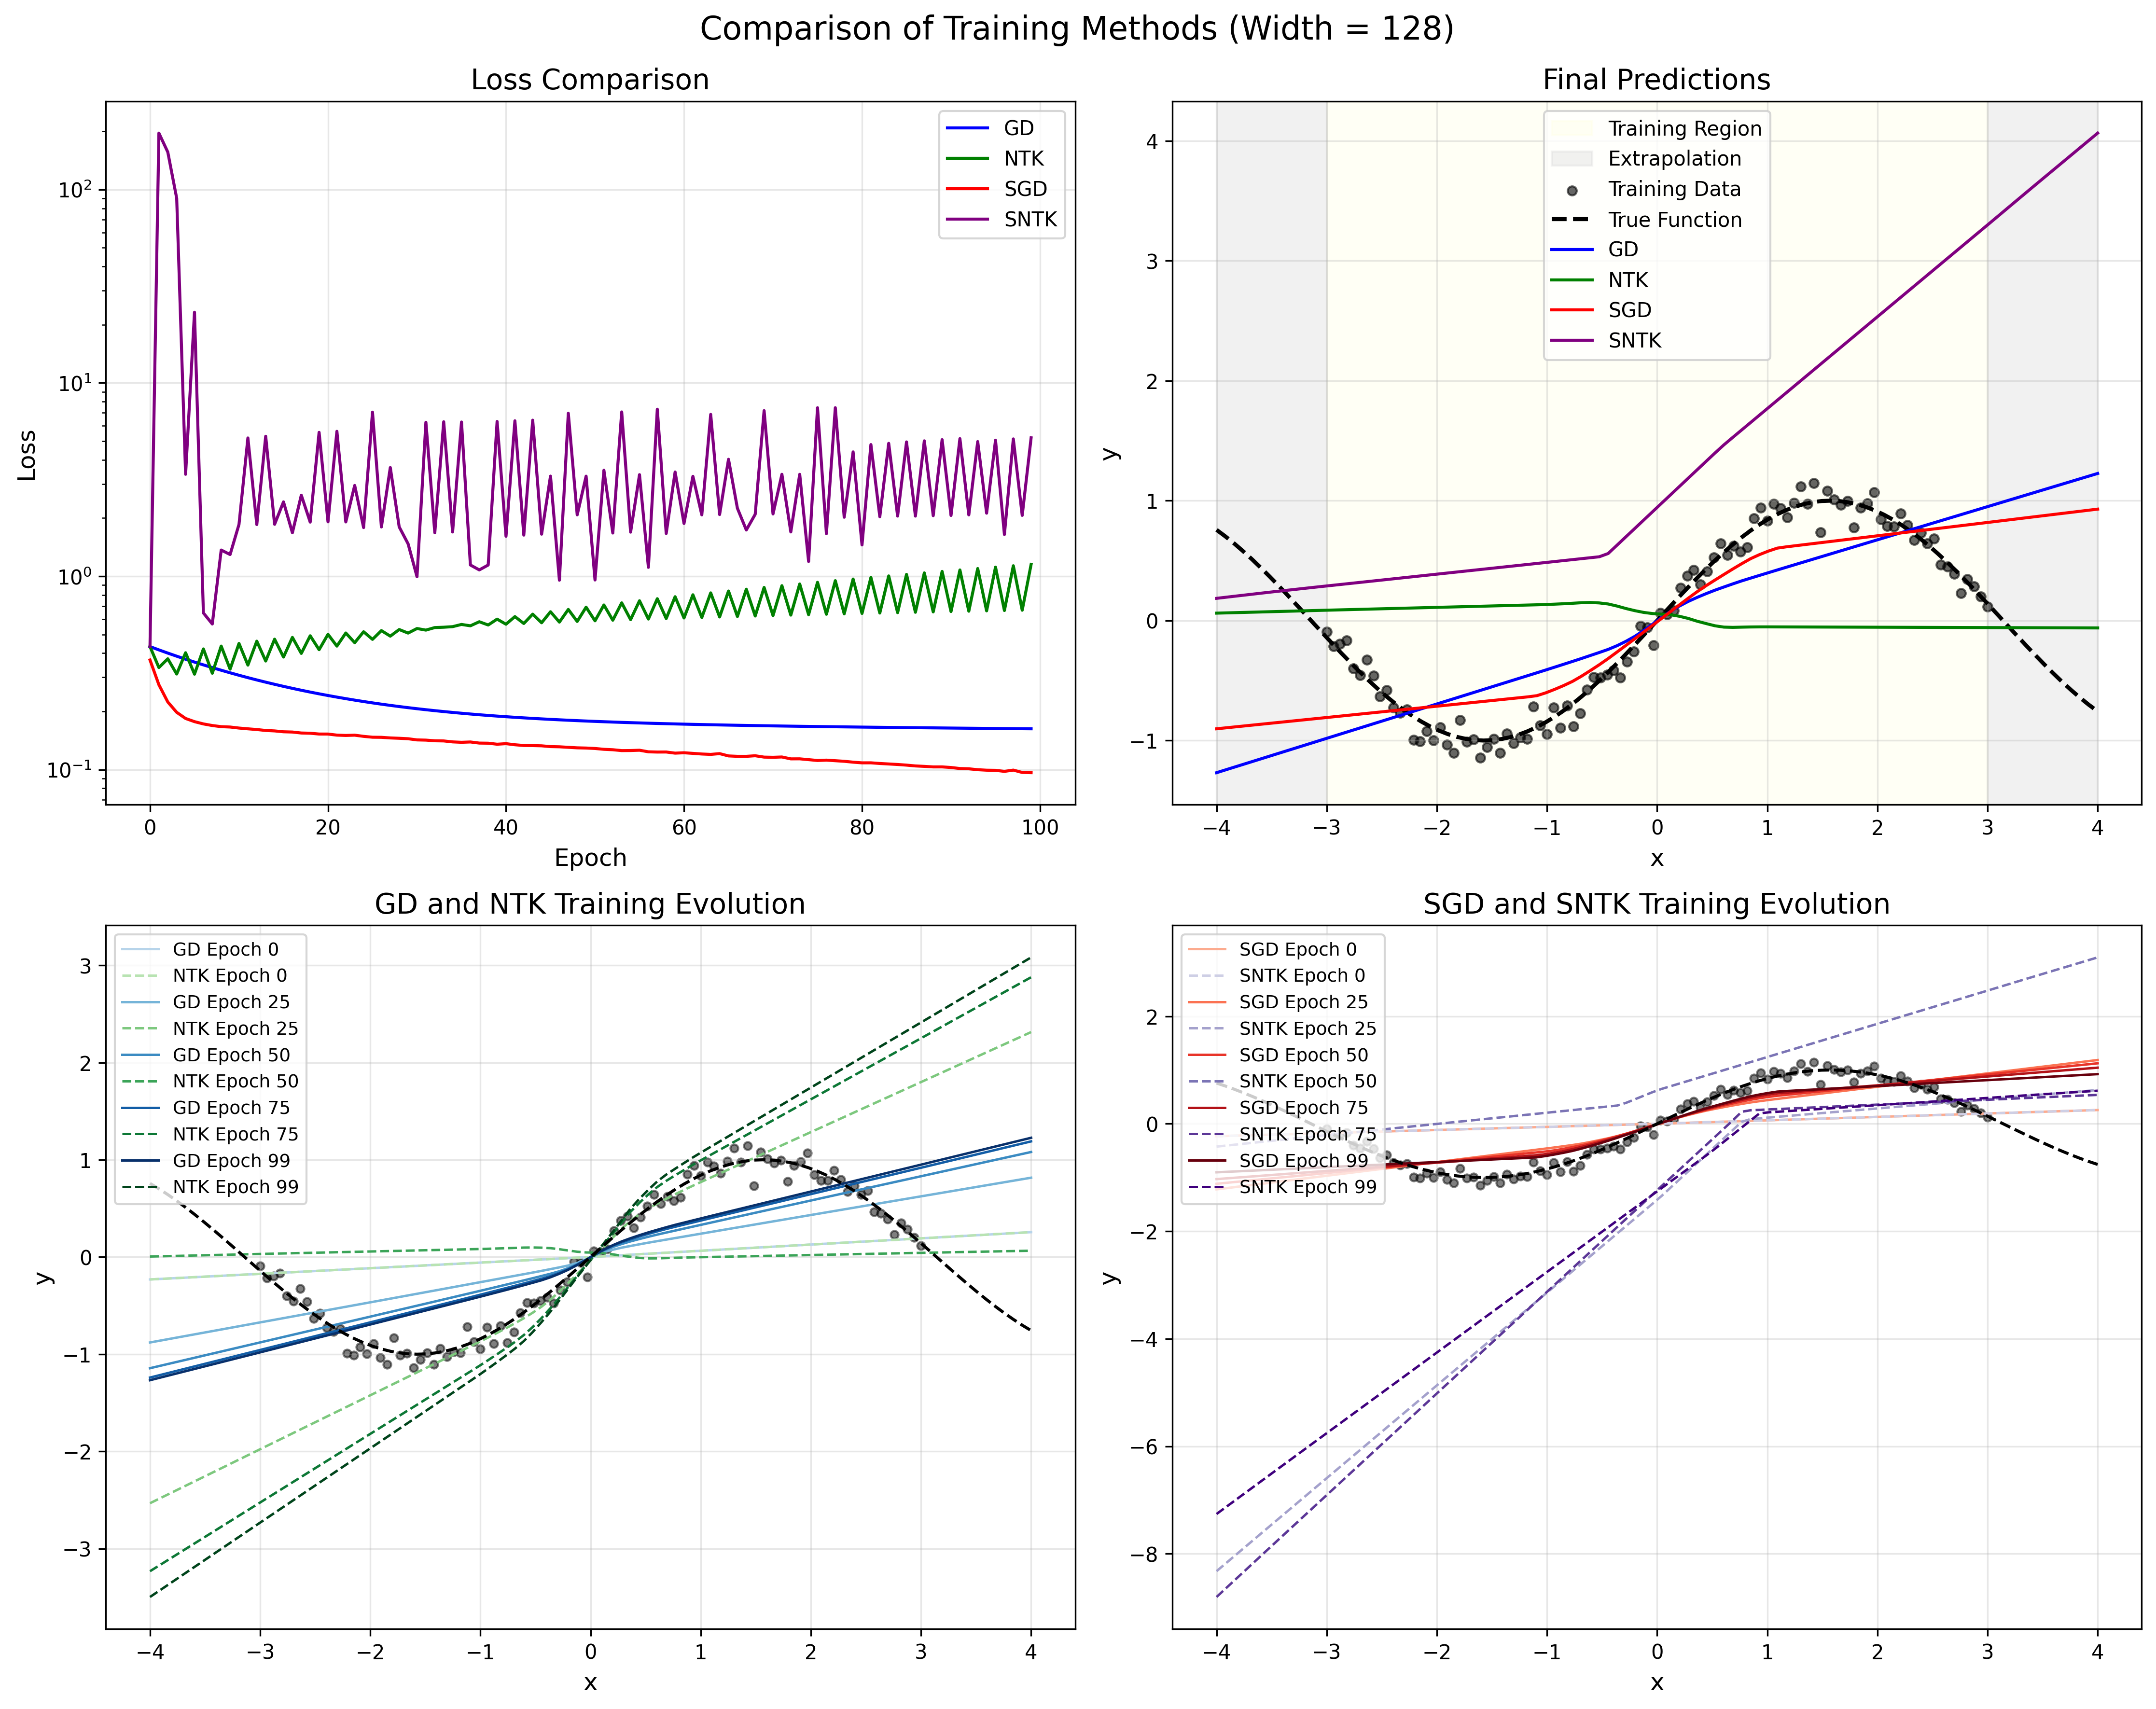 Comparison of Training Methods (Width = 128)
Loss Comparison
GD
NTK
SGD
SNTK
10²
10¹
10⁰
10⁻¹
Loss
0
20
40
60
80
100
Epoch
Final Predictions
Training Region
Extrapolation
Training Data
True Function
GD
NTK
SGD
SNTK
4
3
2
1
0
−1
y
−4
−3
−2
−1
0
1
2
3
4
x
GD and NTK Training Evolution
GD Epoch 0
NTK Epoch 0
GD Epoch 25
NTK Epoch 25
GD Epoch 50
NTK Epoch 50
GD Epoch 75
NTK Epoch 75
GD Epoch 99
NTK Epoch 99
3
2
1
0
−1
−2
−3
y
−4
−3
−2
−1
0
1
2
3
4
x
SGD and SNTK Training Evolution
SGD Epoch 0
SNTK Epoch 0
SGD Epoch 25
SNTK Epoch 25
SGD Epoch 50
SNTK Epoch 50
SGD Epoch 75
SNTK Epoch 75
SGD Epoch 99
SNTK Epoch 99
2
0
−2
−4
−6
−8
y
−4
−3
−2
−1
0
1
2
3
4
x